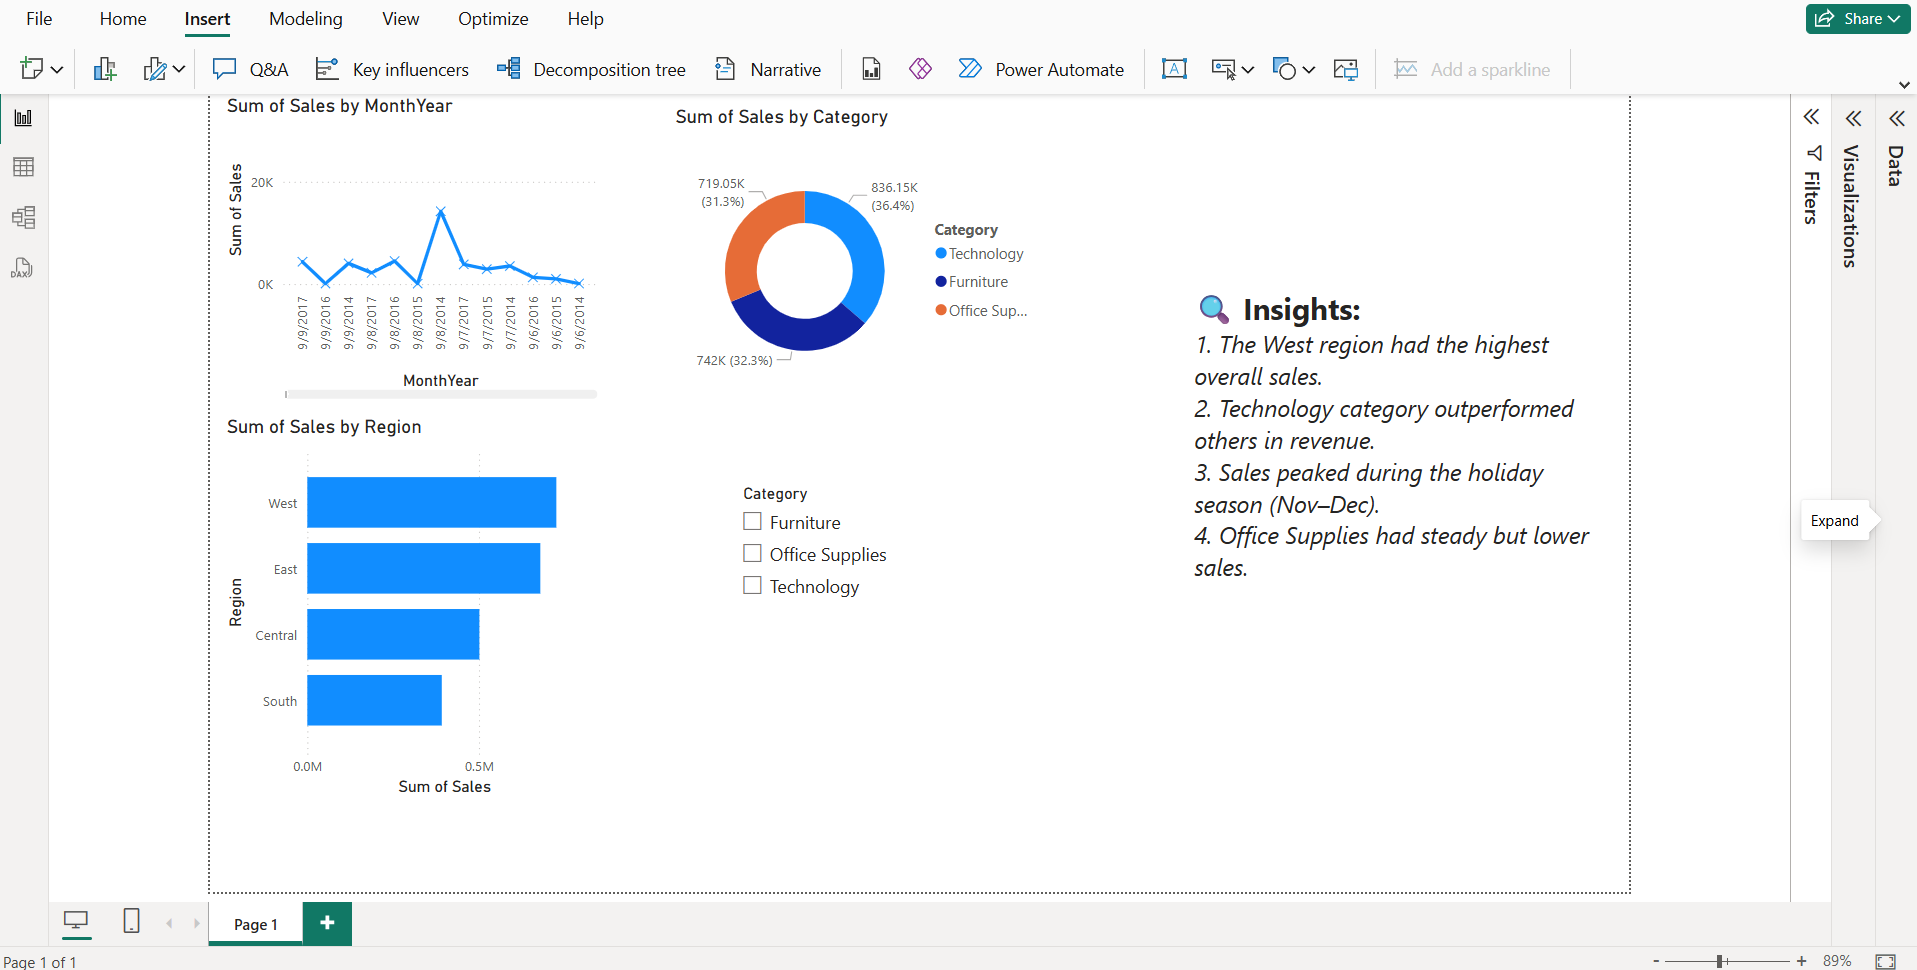 File Home Insert Modeling View Optimize Help Share
Q&A Key influencers Decomposition tree Narrative Power Automate Add a sparkline
Sum of Sales by MonthYear
Sum of Sales
20K
0K
9/9/2017
9/9/2016
9/9/2014
9/8/2017
9/8/2016
9/8/2015
9/8/2014
9/7/2017
9/7/2015
9/7/2014
9/6/2016
9/6/2015
9/6/2014
MonthYear
Sum of Sales by Category
719.05K
(31.3%)
836.15K
(36.4%)
742K (32.3%)
Category
Technology
Furniture
Office Sup...
Sum of Sales by Region
Region
West
East
Central
South
0.0M 0.5M
Sum of Sales
Category
Furniture
Office Supplies
Technology
Insights:
1. The West region had the highest
overall sales.
2. Technology category outperformed
others in revenue.
3. Sales peaked during the holiday
season (Nov–Dec).
4. Office Supplies had steady but lower
sales.
Filters
Visualizations
Data
Expand
DAX
Page 1
Page 1 of 1
- + 89%